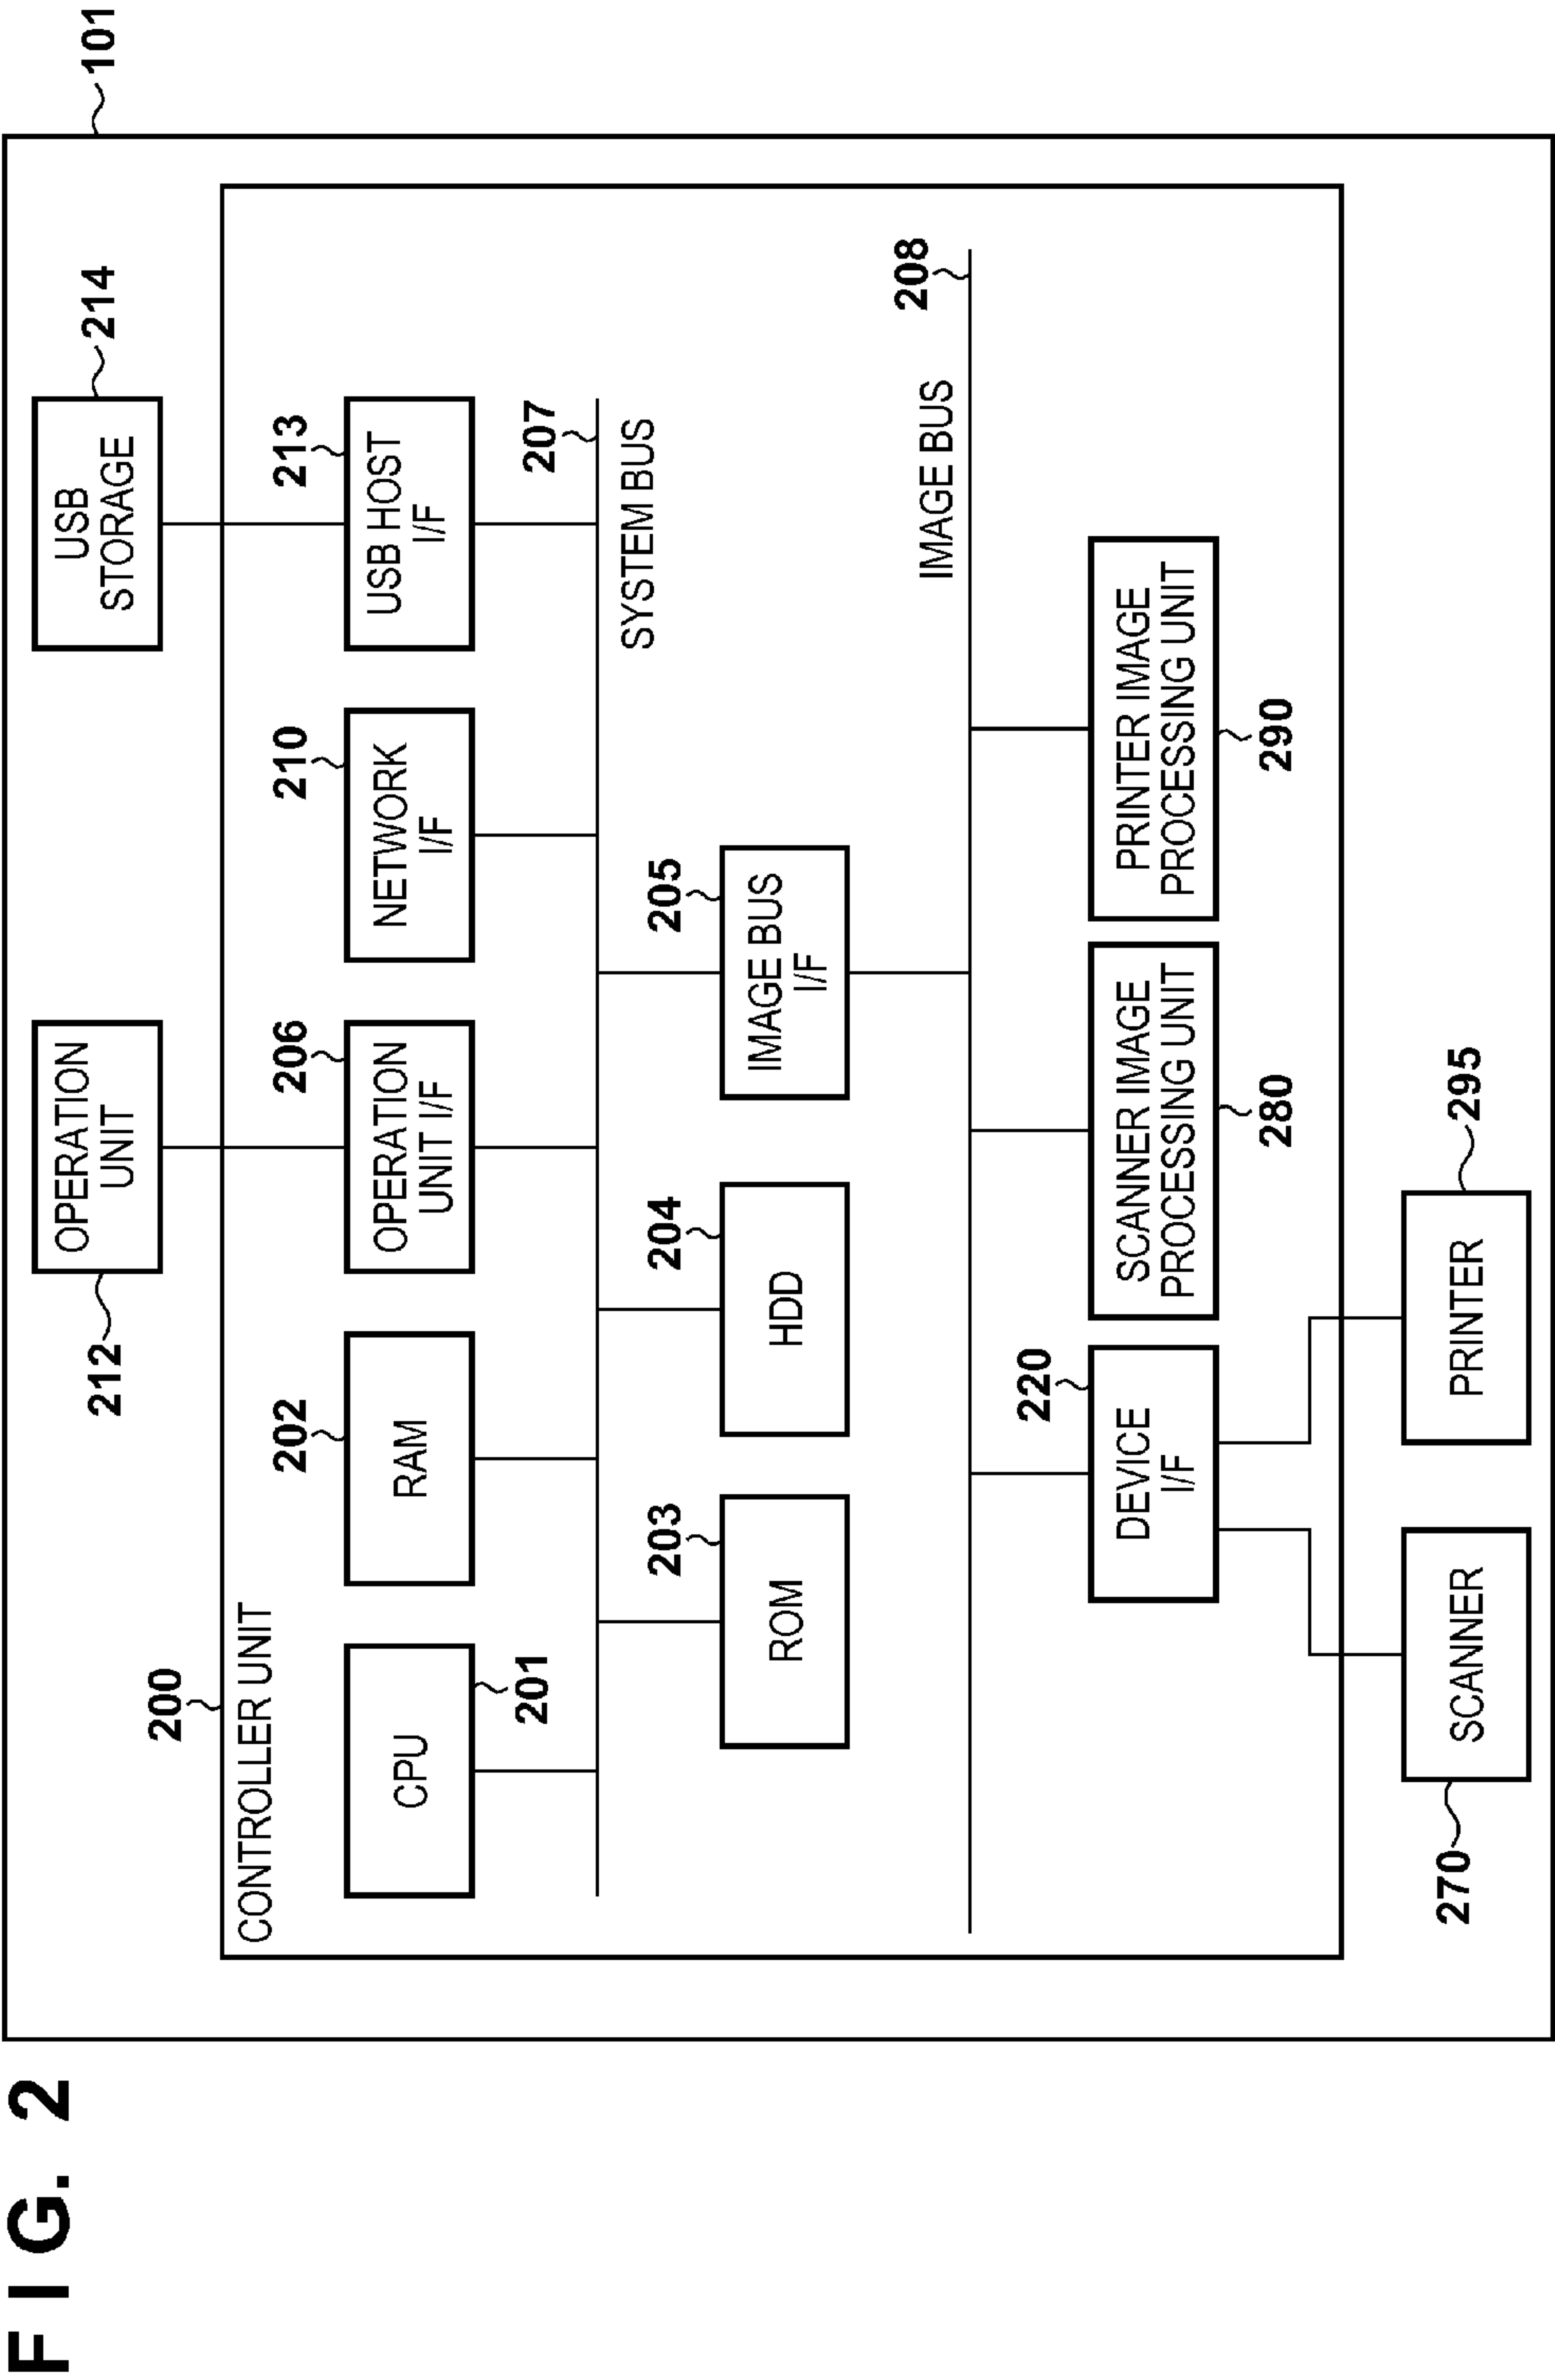 FIG. 2
101
212
OPERATION
UNIT
USB
STORAGE
214
200
CONTROLLER UNIT
202
206
210
213
CPU
RAM
OPERATION
UNIT I/F
NETWORK
I/F
USB HOST
I/F
201
207
SYSTEM BUS
203
204
205
ROM
HDD
IMAGE BUS
I/F
208
IMAGE BUS
220
DEVICE
I/F
SCANNER IMAGE
PROCESSING UNIT
PRINTER IMAGE
PROCESSING UNIT
280
290
270
SCANNER
PRINTER
295